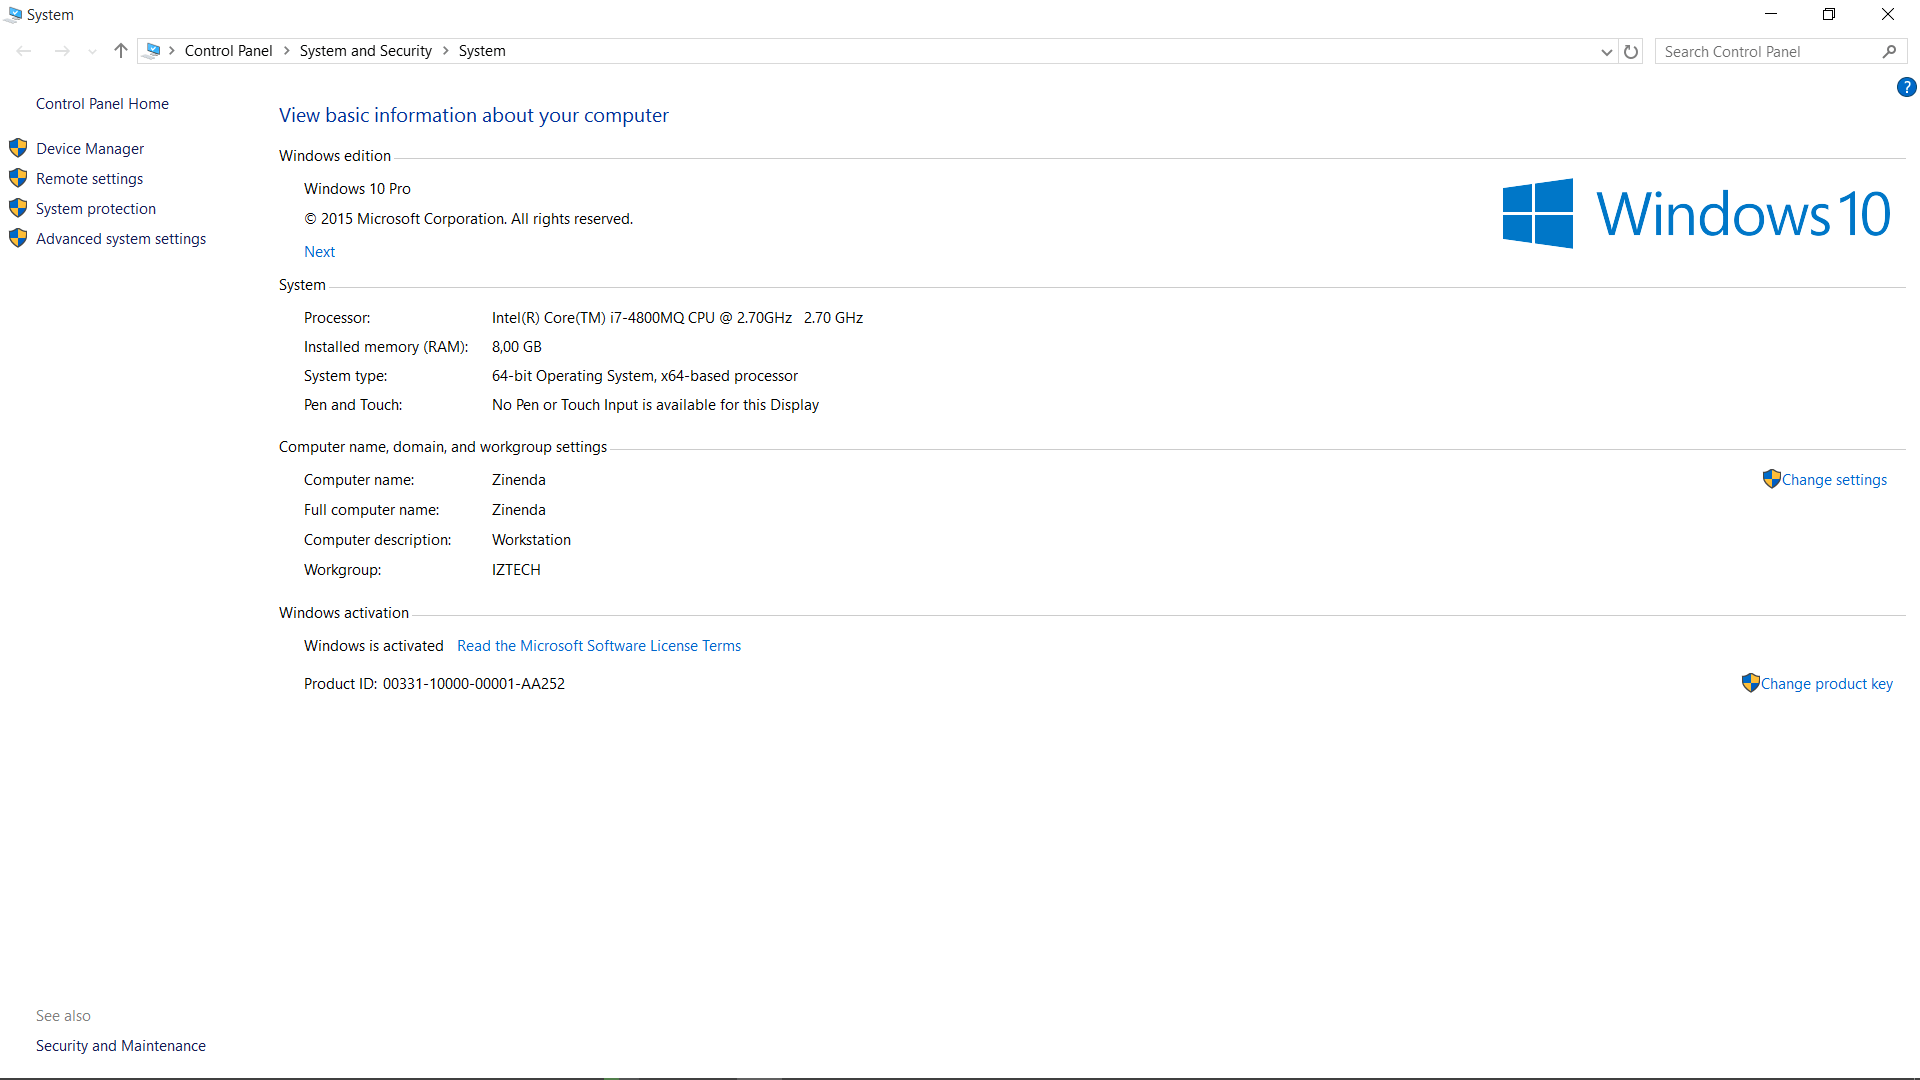 System
Control Panel System and Security System
Search Control Panel
?
Control Panel Home
Device Manager
Remote settings
System protection
Advanced system settings
View basic information about your computer
Windows edition
Windows 10 Pro
© 2015 Microsoft Corporation. All rights reserved.
Next
Windows 10
System
Processor: Intel(R) Core(TM) i7-4800MQ CPU @ 2.70GHz 2.70 GHz
Installed memory (RAM): 8,00 GB
System type: 64-bit Operating System, x64-based processor
Pen and Touch: No Pen or Touch Input is available for this Display
Computer name, domain, and workgroup settings
Computer name: Zinenda
Change settings
Full computer name: Zinenda
Computer description: Workstation
Workgroup: IZTECH
Windows activation
Windows is activated Read the Microsoft Software License Terms
Product ID: 00331-10000-00001-AA252
Change product key
See also
Security and Maintenance